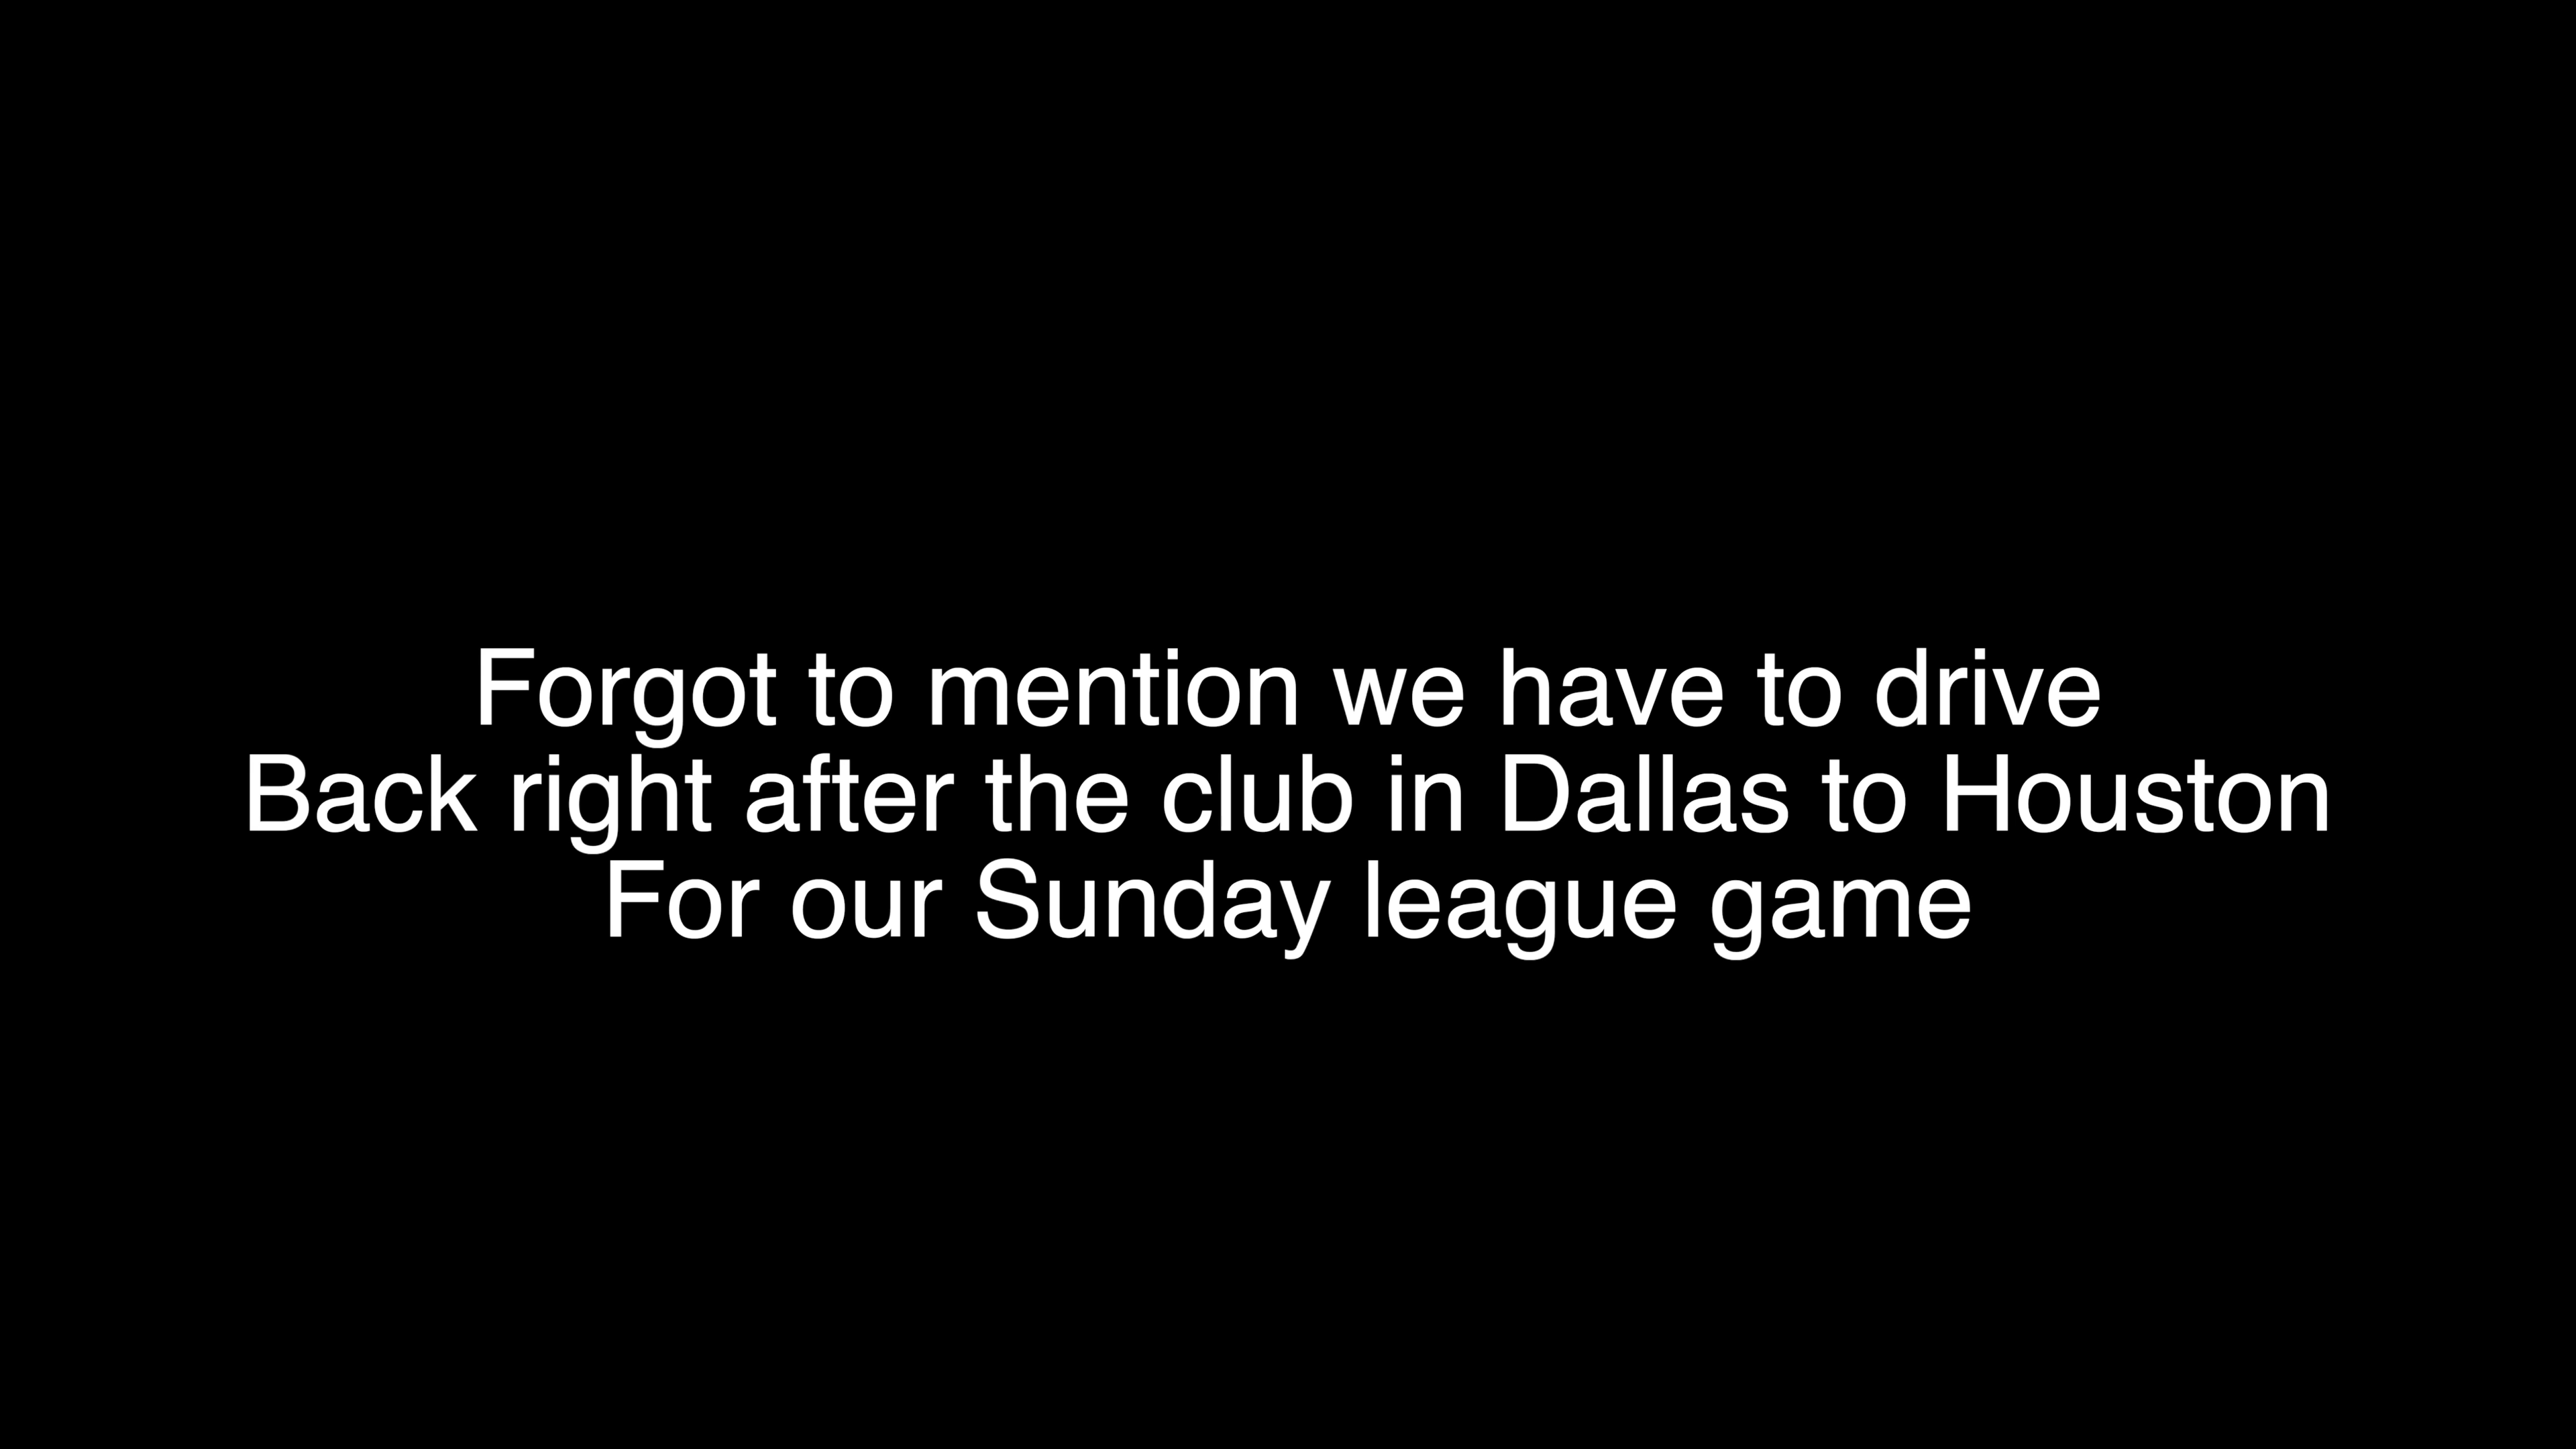 Forgot to mention we have to drive
Back right after the club in Dallas to Houston
For our Sunday league game